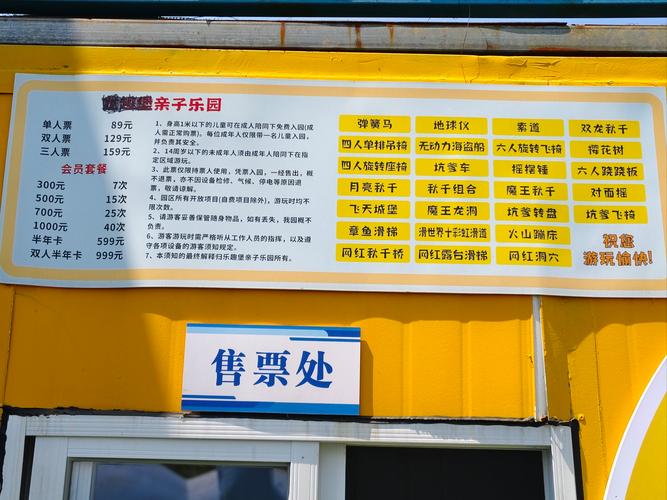 亲子乐园
单人票 89元
双人票 129元
三人票 159元
会员套餐
300元 7次
500元 15次
700元 25次
1000元 40次
半年卡 599元
双人半年卡 999元
1、身高1米以下的儿童可在成人陪同下免费入园(成
人需正常购票)。每位成年人仅限带一名儿童入园,
并负责其安全。
2、14周岁以下的未成年人须由成年人陪同下在指
定区域游玩。
3、此票仅限持票人使用,凭票入园,一经售出,概
不退票,亦不因设备检修、气候、停电等原因退
票,敬请谅解。
4、园区所有开放项目(自费项目除外),游玩时均不
限次数。
5、请游客妥善保管随身物品,如有丢失,我园概不
负责。
6、游客游玩时需严格听从工作人员的指挥,以及遵
守各项设备的游客须知规定。
7、本须知的最终解释归乐趣堡亲子乐园所有。
弹簧马 地球仪 索道 双龙秋千
四人单排吊椅 无动力海盗船 六人旋转飞椅 樱花树
四人旋转座椅 坑爹车 摇摆锤 六人跷跷板
月亮秋千 秋千组合 魔王秋千 对面摇
飞天城堡 魔王龙洞 坑爹转盘 坑爹飞椅
章鱼滑梯 滑世界十彩虹滑道 火山蹦床
网红秋千桥 网红露台滑梯 网红洞穴
祝您
游玩愉快!
售票处